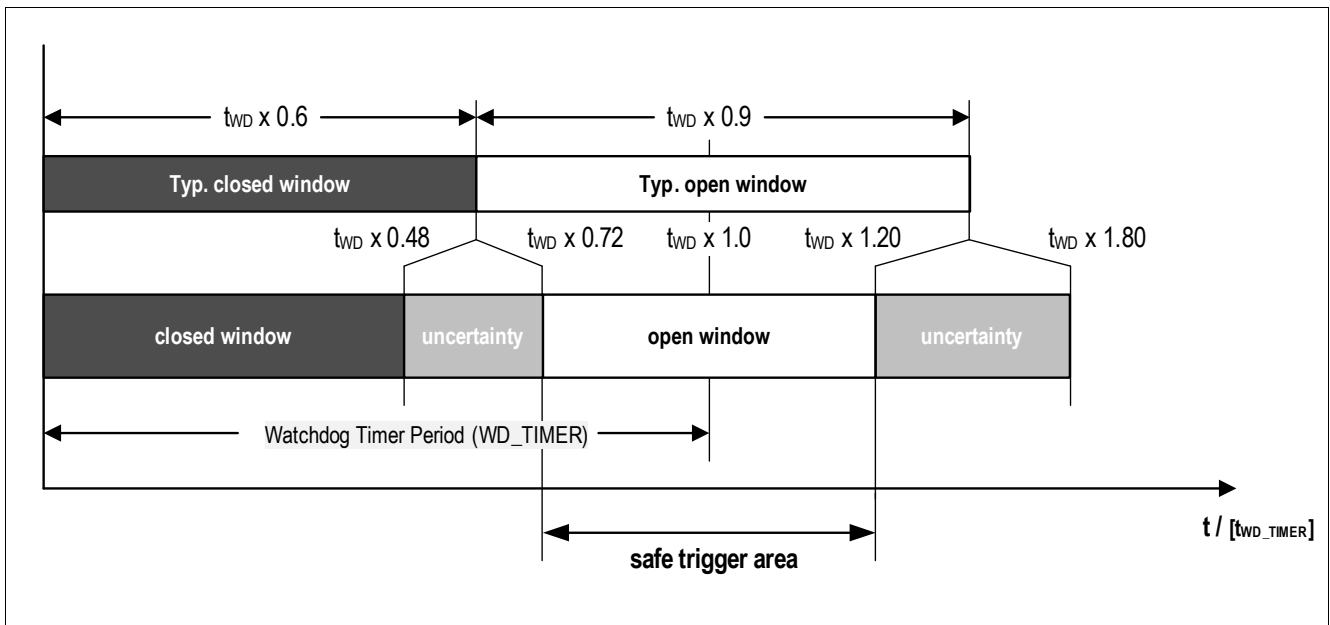 tWD x 0.6
tWD x 0.9
Typ. closed window
Typ. open window
tWD x 0.48
tWD x 0.72
tWD x 1.0
tWD x 1.20
tWD x 1.80
closed window
uncertainty
open window
uncertainty
Watchdog Timer Period (WD_TIMER)
t / [tWD_TIMER]
safe trigger area